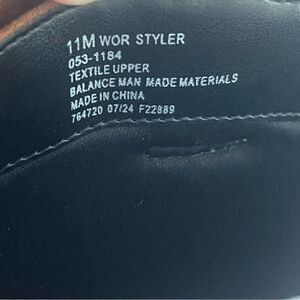 11M WOR STYLER
053-1184
TEXTILE UPPER
BALANCE MAN MADE MATERIALS
MADE IN CHINA
764720 07/24 F22889